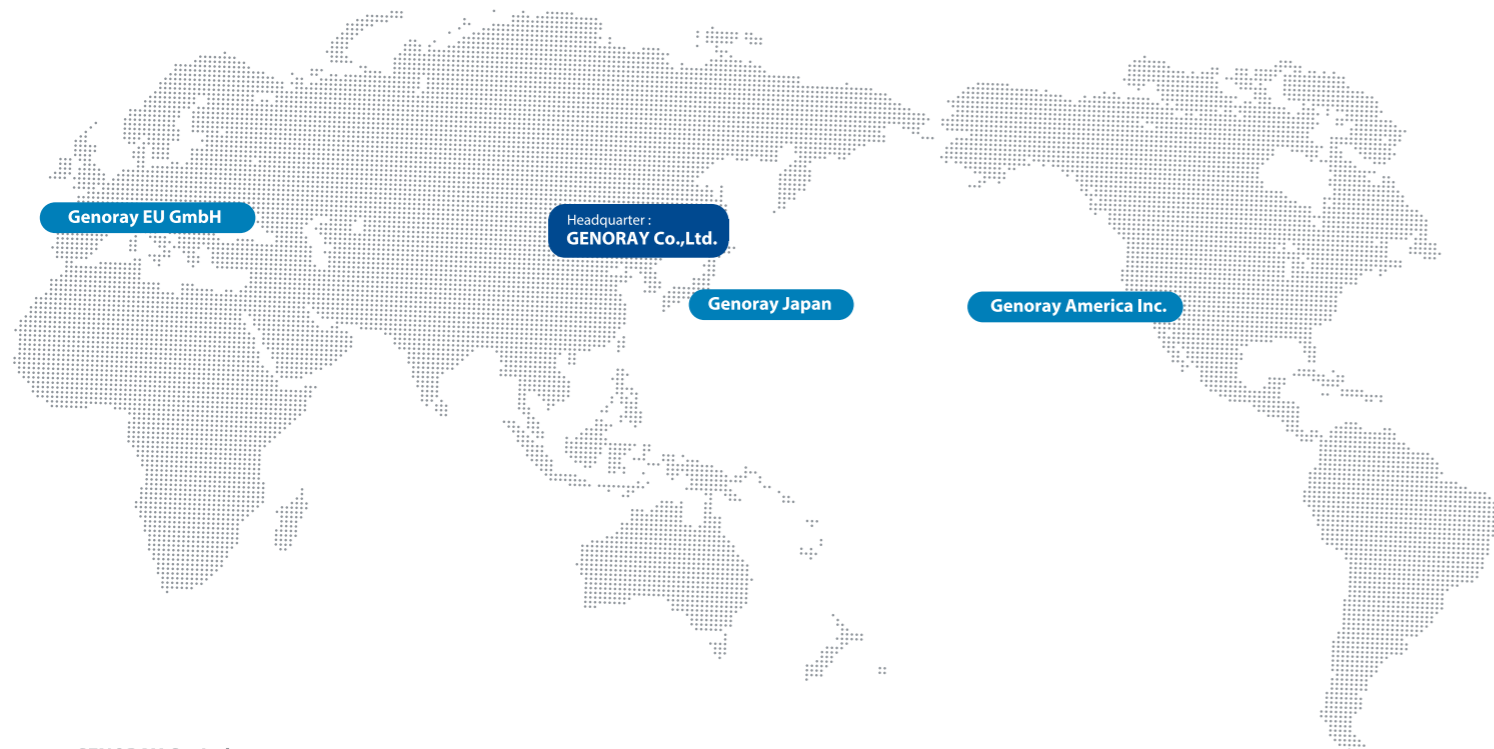 Genoray EU GmbH
Headquarter :
GENORAY Co.,Ltd.
Genoray Japan
Genoray America Inc.